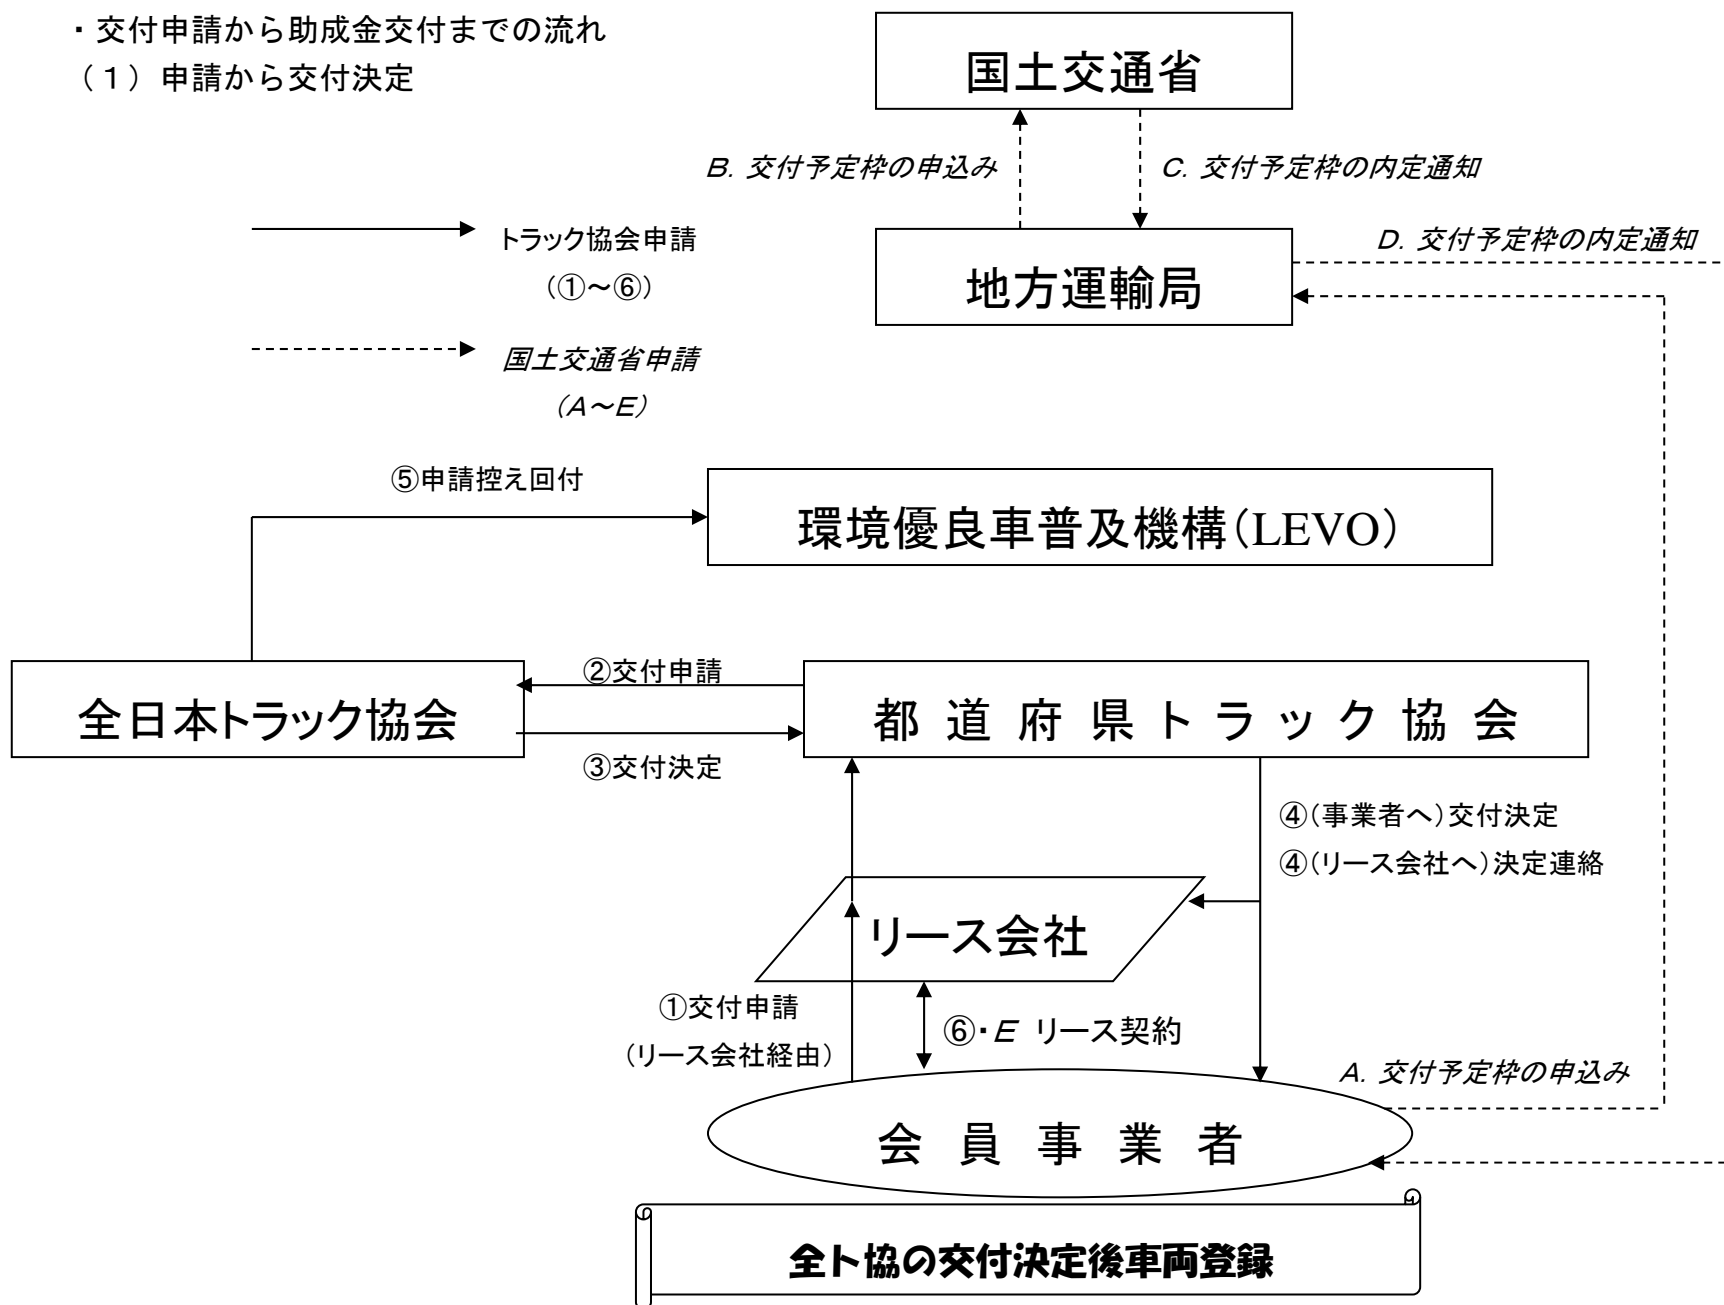 ・交付申請から助成金交付までの流れ
（１）申請から交付決定
国土交通省
B. 交付予定枠の申込み
C. 交付予定枠の内定通知
トラック協会申請
（①～⑥）
地方運輸局
D. 交付予定枠の内定通知
国土交通省申請
（A～E）
⑤申請控え回付
環境優良車普及機構（LEVO）
全日本トラック協会
②交付申請
③交付決定
都道府県トラック協会
④（事業者へ）交付決定
④（リース会社へ）決定連絡
リース会社
①交付申請
（リース会社経由）
⑥・E リース契約
A. 交付予定枠の申込み
会員事業者
全ト協の交付決定後車両登録